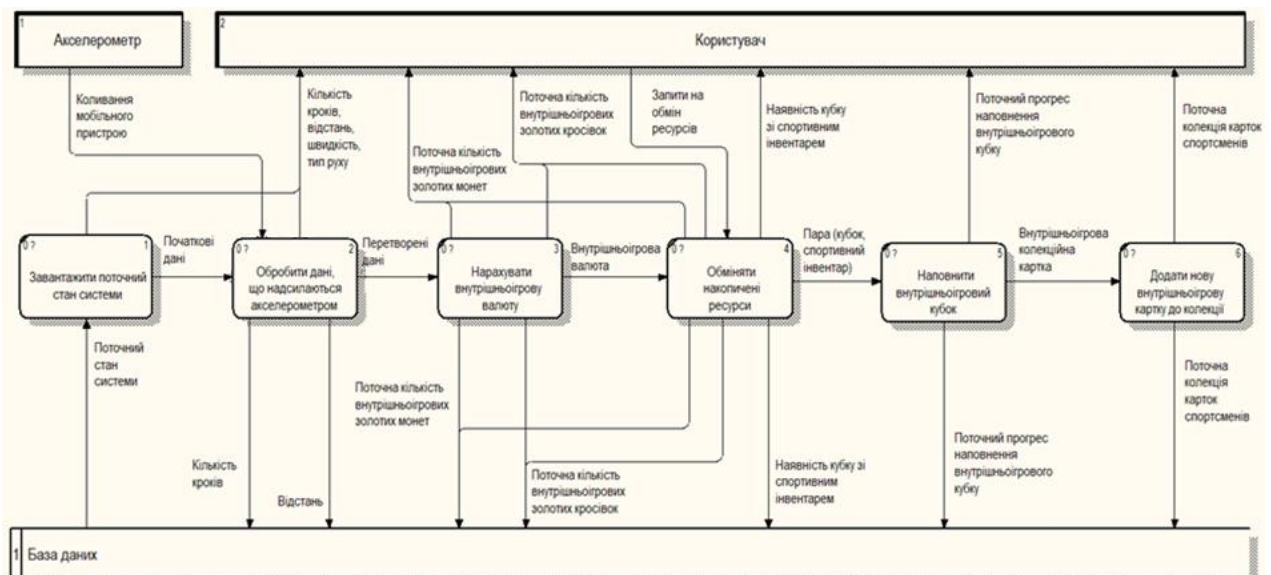 1
Акселерометр
2
Користувач
Коливання
мобільного
пристрою
Кількість
кроків,
відстань,
швидкість,
тип руху
Поточна кількість
внутрішньоігрових
золотих монет
Поточна кількість
внутрішньоігрових
золотих кросівок
Запити на
обмін
ресурсів
Наявність кубку
зі спортивним
інвентарем
Поточний прогрес
наповнення
внутрішньоігрового
кубку
Поточна
колекція карток
спортсменів
0 ? 1
Завантажити поточний
стан системи
Початкові
дані
0 ? 2
Обробити дані,
що надсилаються
акселерометром
Перетворені
дані
0 ? 3
Нарахувати
внутрішньоігрову
валюту
Внутрішньоігрова
валюта
0 ? 4
Обміняти
накопичені
ресурси
Пара (кубок,
спортивний
інвентар)
0 ? 5
Наповнити
внутрішньоігровий
кубок
Внутрішньоігрова
колекційна
картка
0 ? 6
Додати нову
внутрішньоігрову
картку до колекції
Поточний
стан
системи
Кількість
кроків
Відстань
Поточна кількість
внутрішньоігрових
золотих монет
Поточна кількість
внутрішньоігрових
золотих кросівок
Наявність кубку зі
спортивним
інвентарем
Поточний прогрес
наповнення
внутрішньоігрового
кубку
Поточна
колекція
карток
спортсменів
1 База даних